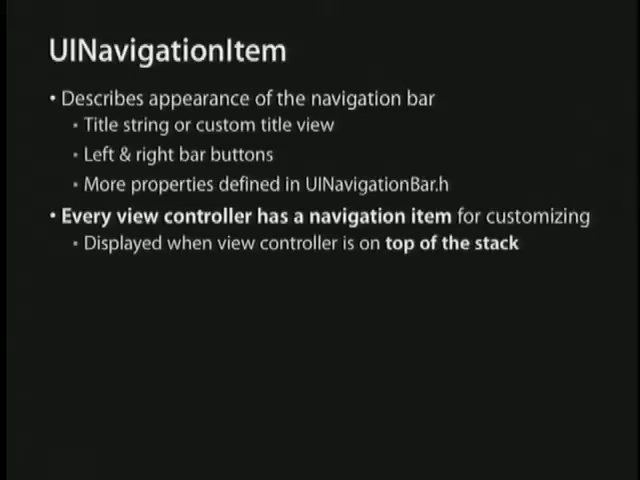 UINavigationItem
• Describes appearance of the navigation bar
▪ Title string or custom title view
▪ Left & right bar buttons
▪ More properties defined in UINavigationBar.h
• Every view controller has a navigation item for customizing
▪ Displayed when view controller is on top of the stack